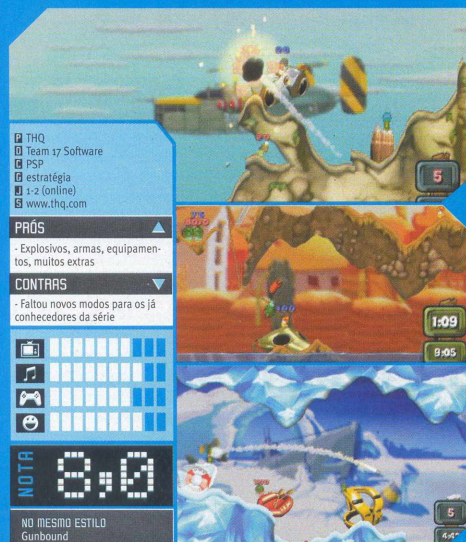 P THQ
D Team 17 Software
C PSP
G estratégia
J 1-2 (online)
S www.thq.com
PRÓS
- Explosivos, armas, equipamen-
tos, muitos extras
CONTRAS
- Faltou novos modos para os já
conhecedores da série
NOTA
8,0
NO MESMO ESTILO
Gunbound
5
1:09
9:05
5